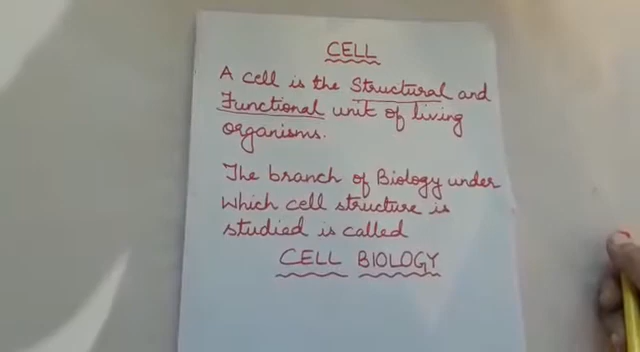 CELL
A cell is the Structural and
Functional unit of living
organisms.
The branch of Biology under
which cell structure is
studied is called
CELL BIOLOGY